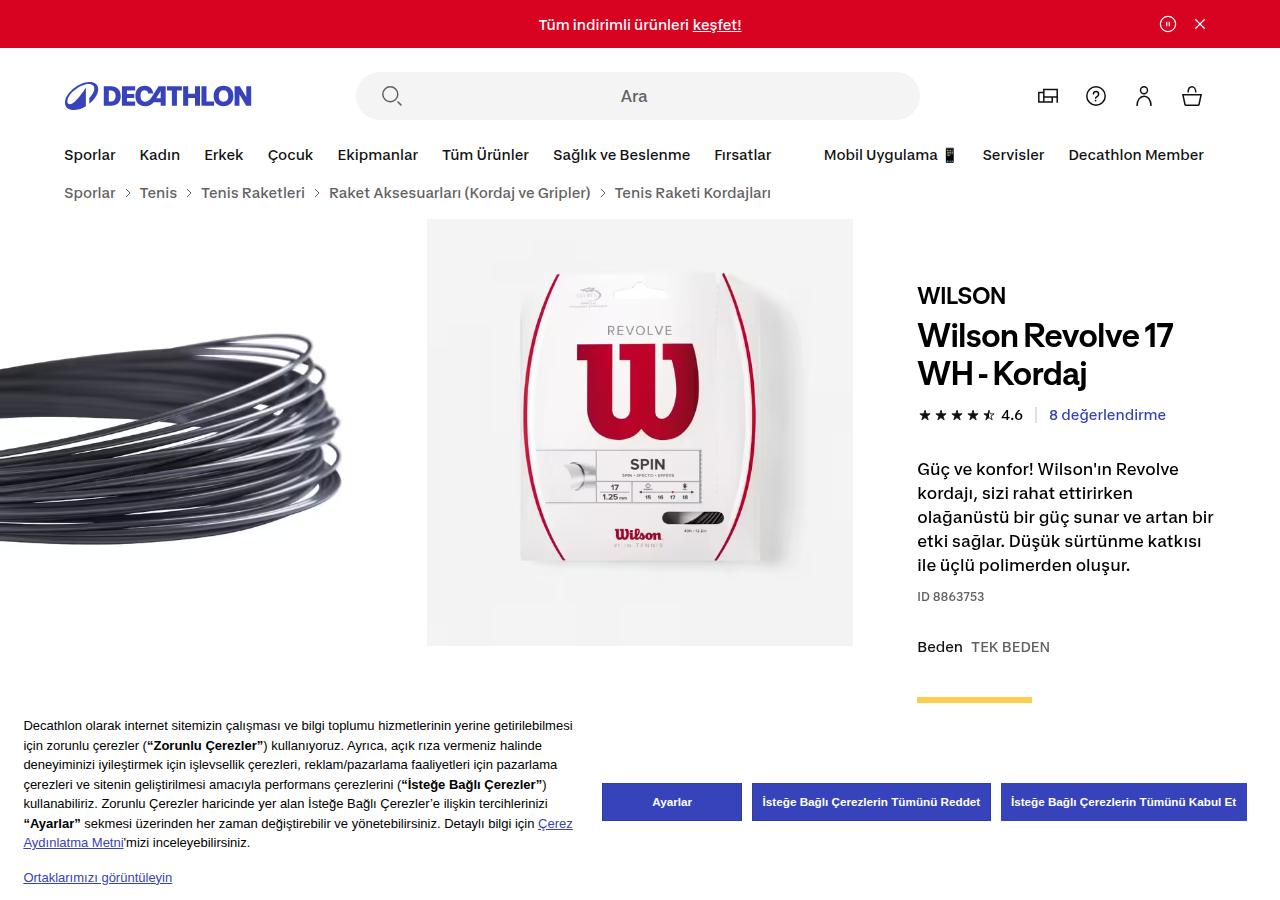 Tüm indirimli ürünleri keşfet!
DECATHLON
Ara
Sporlar Kadın Erkek Çocuk Ekipmanlar Tüm Ürünler Sağlık ve Beslenme Fırsatlar Mobil Uygulama 📱 Servisler Decathlon Member
Sporlar > Tenis > Tenis Raketleri > Raket Aksesuarları (Kordaj ve Gripler) > Tenis Raketi Kordajları
REVOLVE
W
SPIN
SPIN • EFECTO • EFFETS
17
1.25 mm
15 16 17 18
Wilson
WILSON
Wilson Revolve 17
WH - Kordaj
4.6 8 değerlendirme
Güç ve konfor! Wilson'ın Revolve
kordajı, sizi rahat ettirirken
olağanüstü bir güç sunar ve artan bir
etki sağlar. Düşük sürtünme katkısı
ile üçlü polimerden oluşur.
ID 8863753
Beden TEK BEDEN
Decathlon olarak internet sitemizin çalışması ve bilgi toplumu hizmetlerinin yerine getirilebilmesi
için zorunlu çerezler (“Zorunlu Çerezler”) kullanıyoruz. Ayrıca, açık rıza vermeniz halinde
deneyiminizi iyileştirmek için işlevsellik çerezleri, reklam/pazarlama faaliyetleri için pazarlama
çerezleri ve sitenin geliştirilmesi amacıyla performans çerezlerini (“İsteğe Bağlı Çerezler”)
kullanabiliriz. Zorunlu Çerezler haricinde yer alan İsteğe Bağlı Çerezler’e ilişkin tercihlerinizi
“Ayarlar” sekmesi üzerinden her zaman değiştirebilir ve yönetebilirsiniz. Detaylı bilgi için Çerez
Aydınlatma Metni'mizi inceleyebilirsiniz.
Ortaklarımızı görüntüleyin
Ayarlar
İsteğe Bağlı Çerezlerin Tümünü Reddet
İsteğe Bağlı Çerezlerin Tümünü Kabul Et